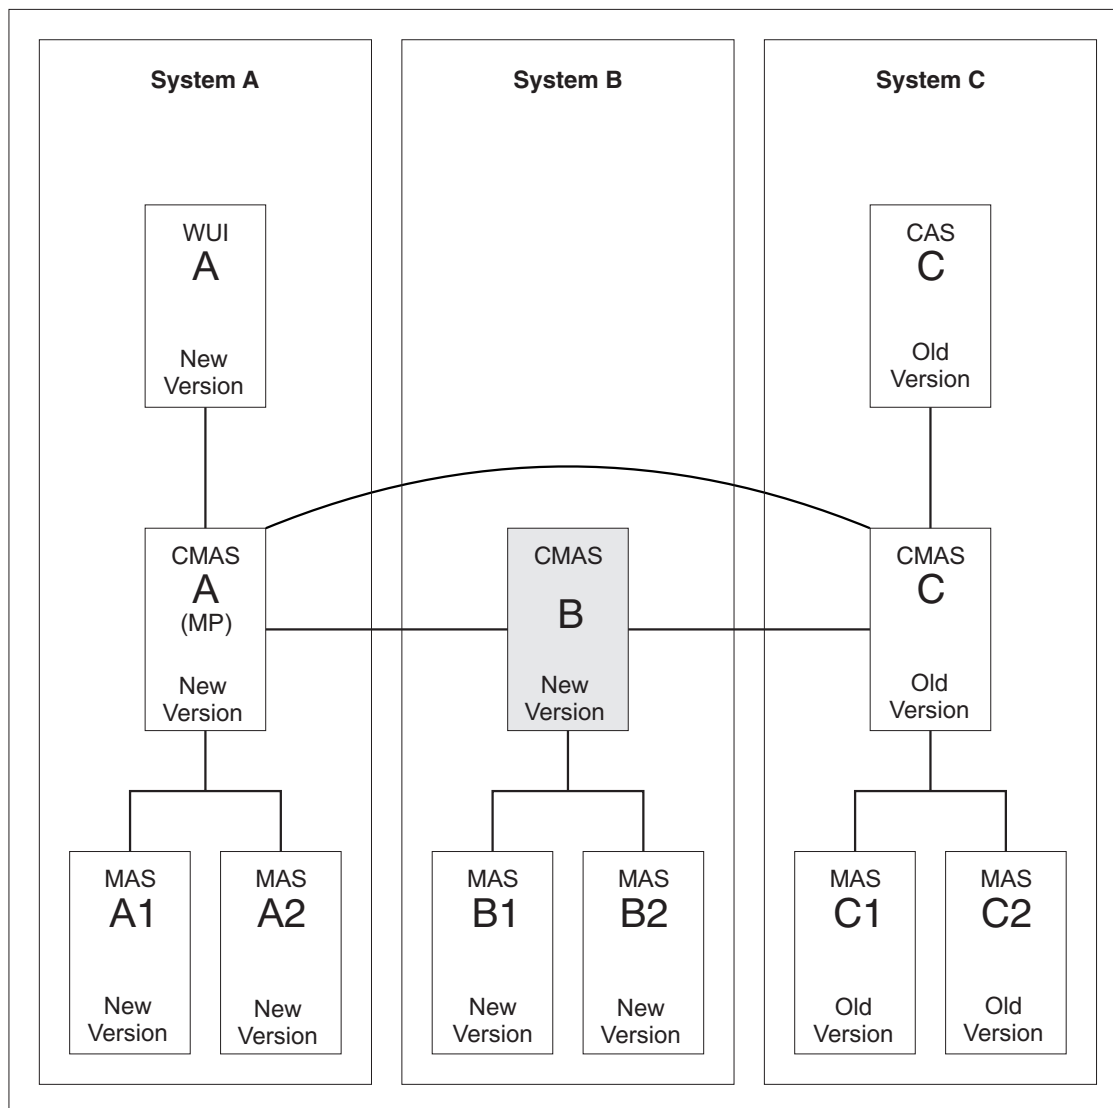 System A
System B
System C
WUI
A
New
Version
CAS
C
Old
Version
CMAS
A
(MP)
New
Version
CMAS
B
New
Version
CMAS
C
Old
Version
MAS
A1
New
Version
MAS
A2
New
Version
MAS
B1
New
Version
MAS
B2
New
Version
MAS
C1
Old
Version
MAS
C2
Old
Version